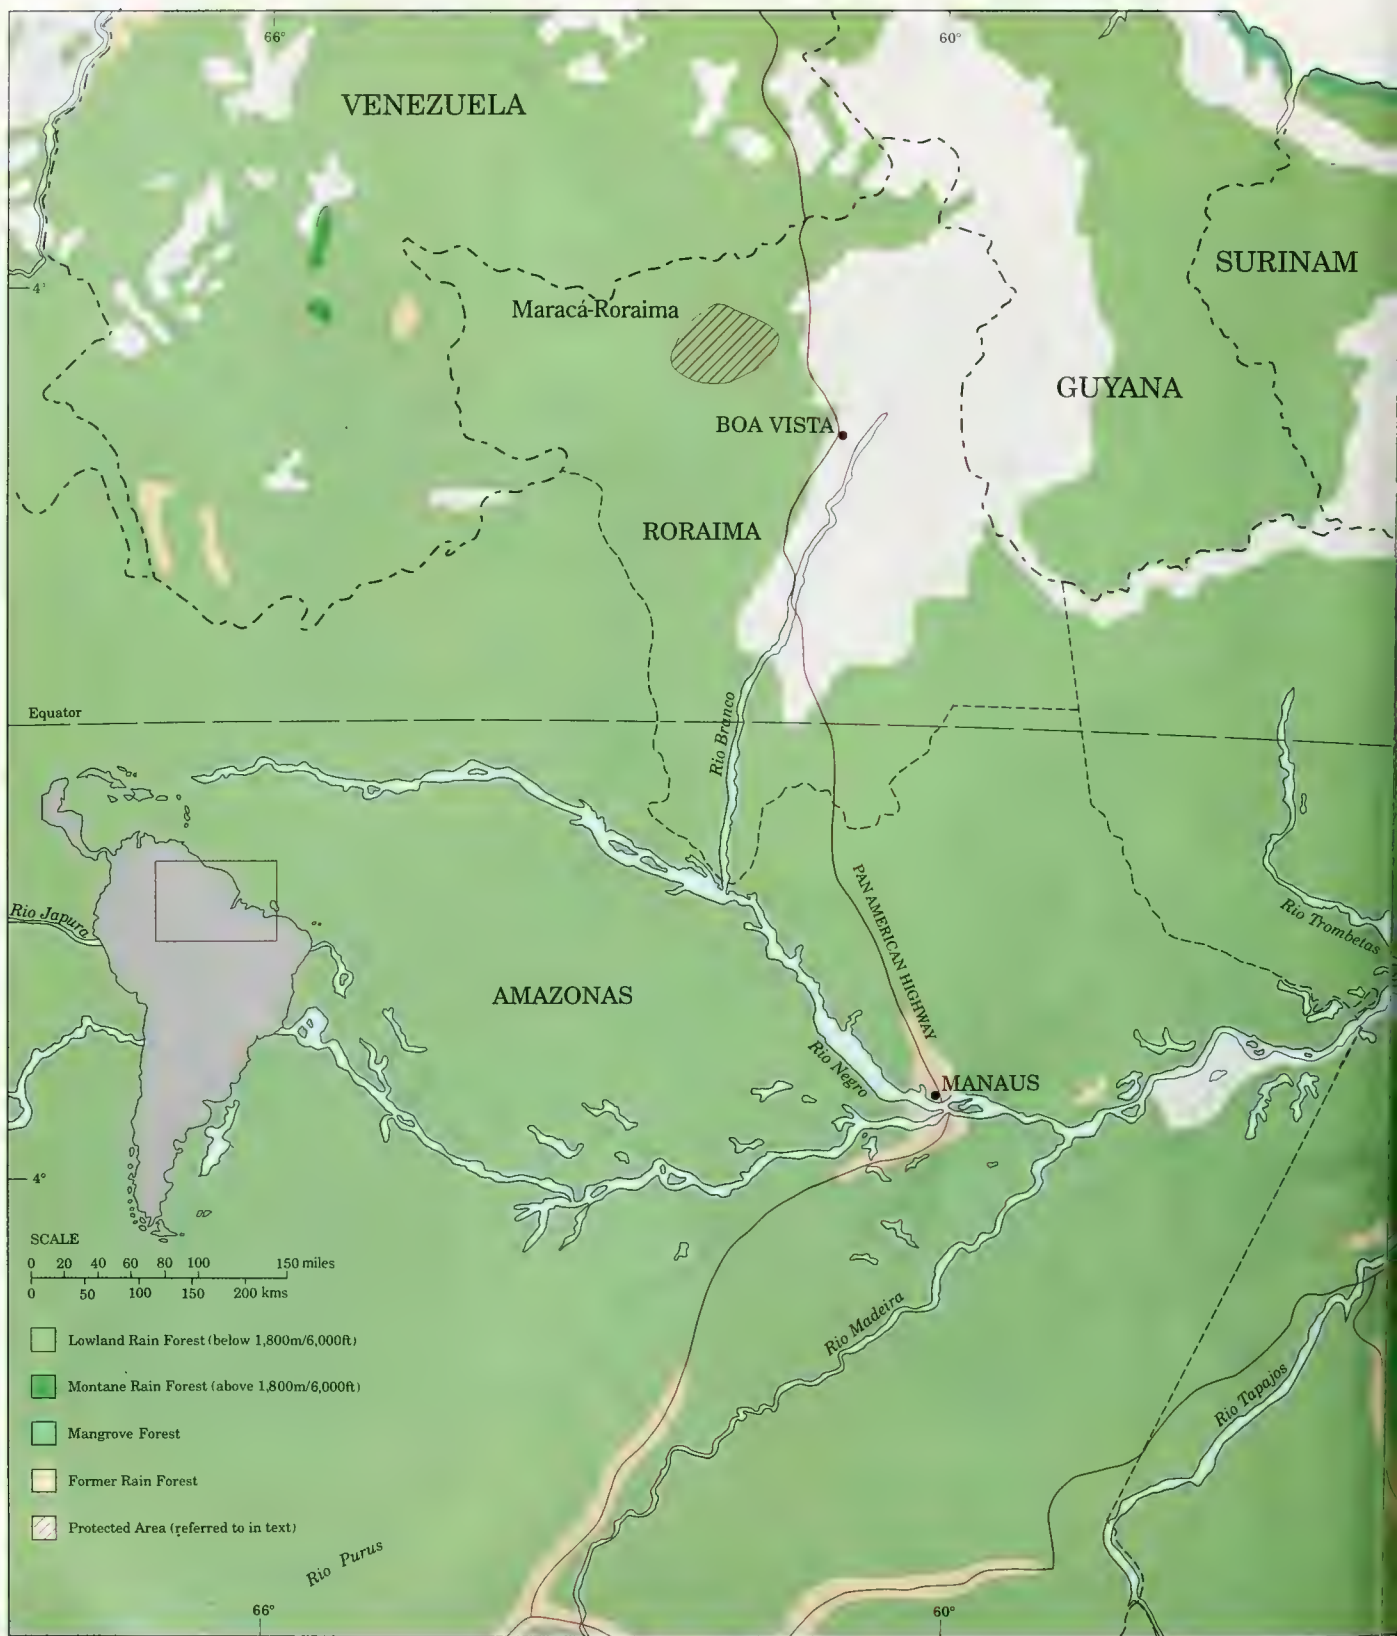 66°
60°
VENEZUELA
SURINAM
4°
Maracá-Roraima
GUYANA
BOA VISTA
RORAIMA
Equator
Rio Branco
PAN AMERICAN HIGHWAY
Rio Japura
Rio Trombetas
AMAZONAS
Rio Negro
MANAUS
4°
SCALE
0 20 40 60 80 100 150 miles
0 50 100 150 200 kms
Rio Madeira
Lowland Rain Forest (below 1,800m/6,000ft)
Montane Rain Forest (above 1,800m/6,000ft)
Rio Tapajos
Mangrove Forest
Former Rain Forest
Protected Area (referred to in text)
Rio Purus
66°
60°